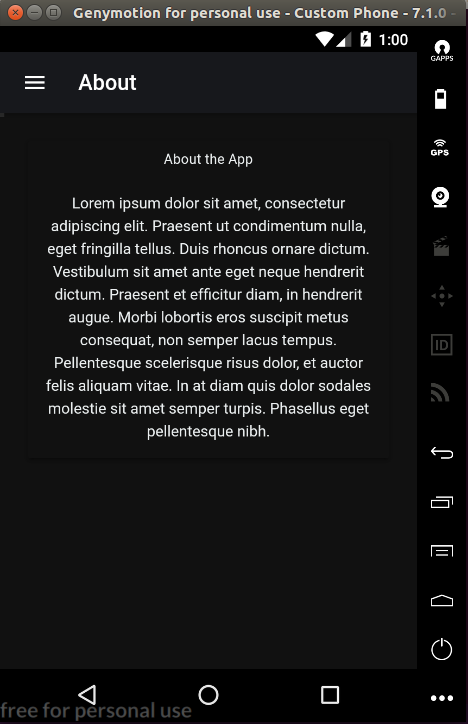 Genymotion for personal use - Custom Phone - 7.1.0 -
1:00
GAPPS
About
GPS
About the App
Lorem ipsum dolor sit amet, consectetur
adipiscing elit. Praesent ut condimentum nulla,
eget fringilla tellus. Duis rhoncus ornare dictum.
Vestibulum sit amet ante eget neque hendrerit
dictum. Praesent et efficitur diam, in hendrerit
augue. Morbi lobortis eros suscipit metus
consequat, non semper lacus tempus.
Pellentesque scelerisque risus dolor, et auctor
felis aliquam vitae. In at diam quis dolor sodales
molestie sit amet semper turpis. Phasellus eget
pellentesque nibh.
ID
free for personal use